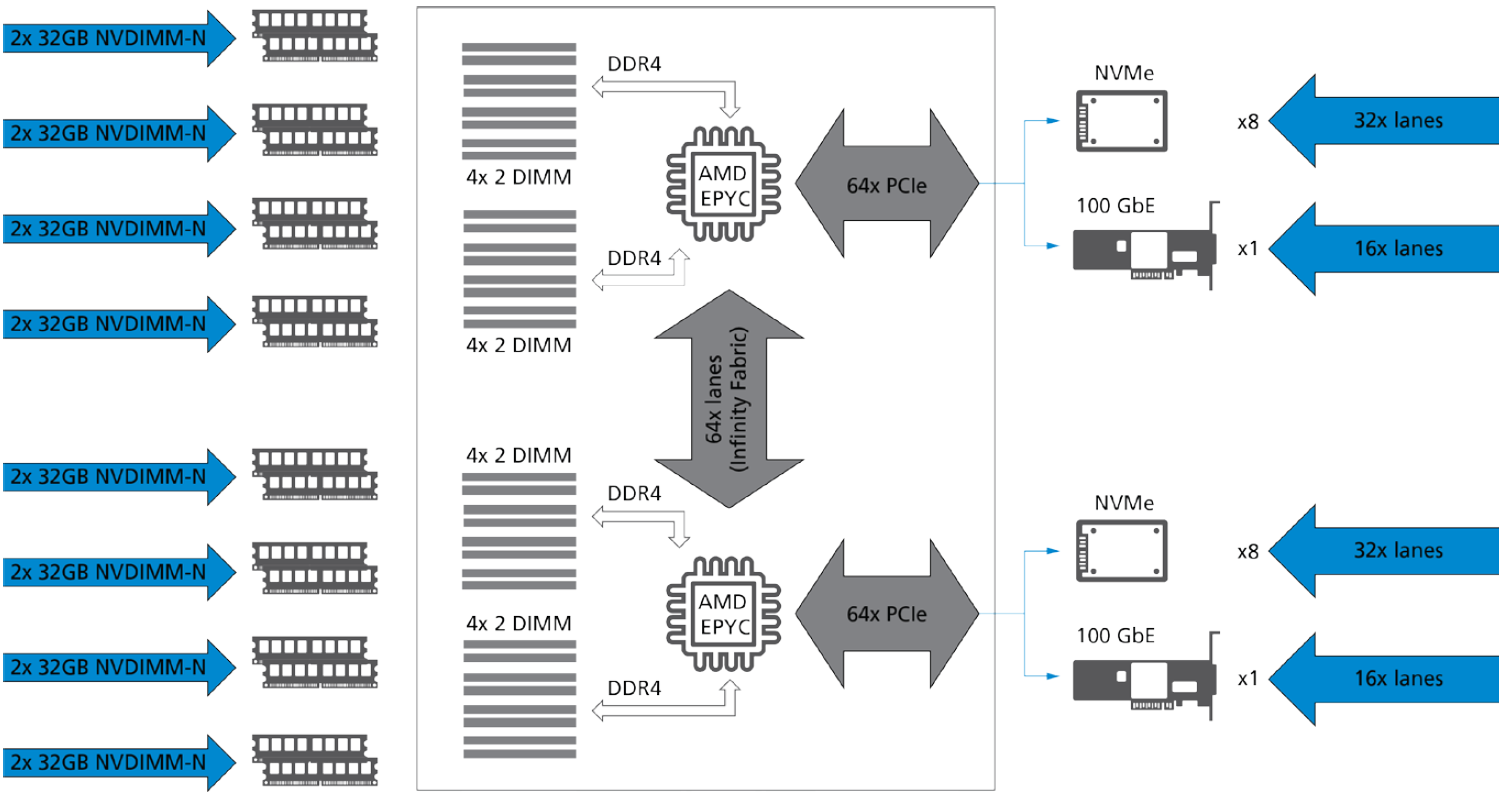 2x 32GB NVDIMM-N
2x 32GB NVDIMM-N
2x 32GB NVDIMM-N
2x 32GB NVDIMM-N
2x 32GB NVDIMM-N
2x 32GB NVDIMM-N
2x 32GB NVDIMM-N
2x 32GB NVDIMM-N
DDR4
4x 2 DIMM
AMD
EPYC
DDR4
4x 2 DIMM
64x lanes
(Infinity Fabric)
4x 2 DIMM
DDR4
AMD
EPYC
4x 2 DIMM
DDR4
64x PCIe
NVMe
x8
32x lanes
100 GbE
x1
16x lanes
64x PCIe
NVMe
x8
32x lanes
100 GbE
x1
16x lanes